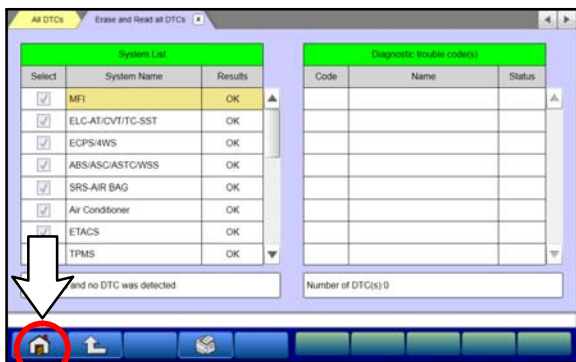 All DTCs
Erase and Read all DTCs
System List
Select System Name Results
MFI OK
ELC-AT/CVT/TC-SST OK
ECPS/4WS OK
ABS/ASC/ASTC/WSS OK
SRS-AIR BAG OK
Air Conditioner OK
ETACS OK
TPMS OK
and no DTC was detected.
Diagnostic trouble code(s)
Code Name Status
Number of DTC(s):0